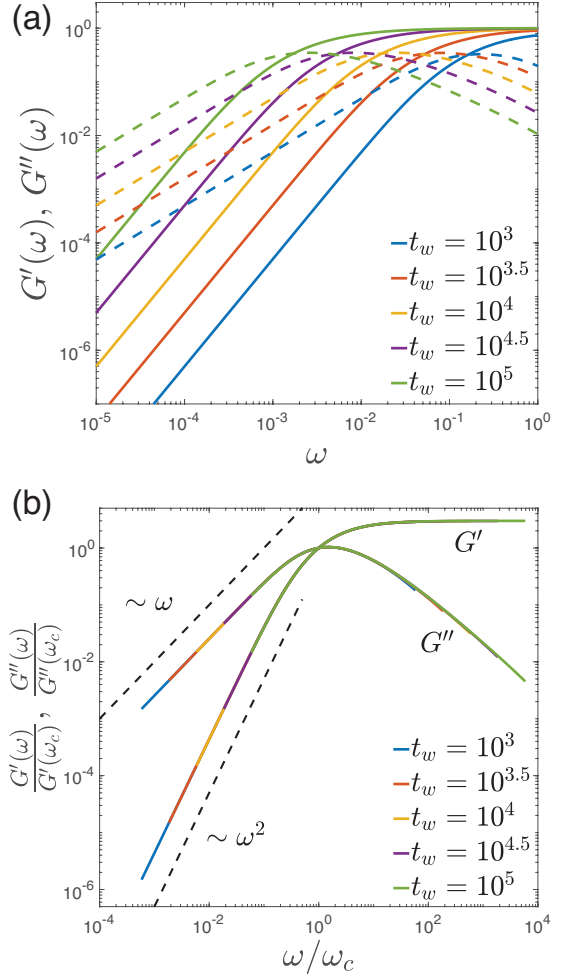 (a)
G′(ω), G″(ω)
10^0
10^-2
10^-4
10^-6
t_w = 10^3
t_w = 10^3.5
t_w = 10^4
t_w = 10^4.5
t_w = 10^5
10^-5 10^-4 10^-3 10^-2 10^-1 10^0
ω
(b)
G′(ω)/G′(ω_c), G″(ω)/G″(ω_c)
10^0
10^-2
10^-4
10^-6
~ ω
~ ω^2
G′
G″
t_w = 10^3
t_w = 10^3.5
t_w = 10^4
t_w = 10^4.5
t_w = 10^5
10^-4 10^-2 10^0 10^2 10^4
ω/ω_c